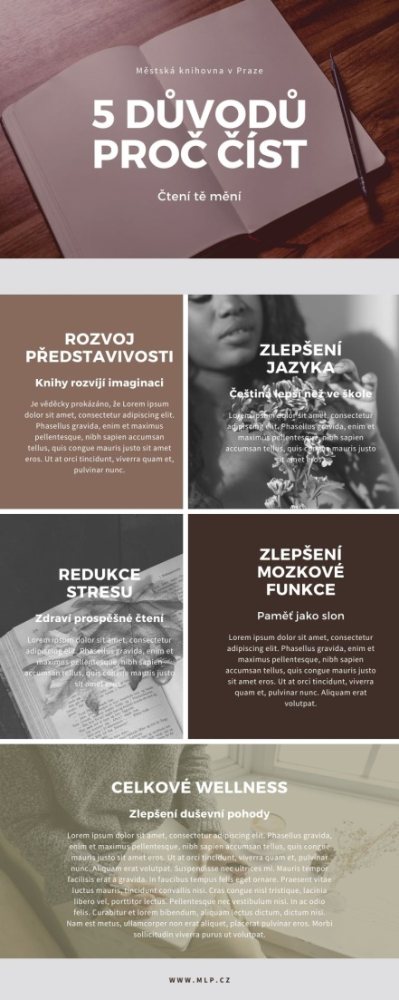 Městská knihovna v Praze
5 DŮVODŮ
PROČ ČÍST
Čtení tě mění
ROZVOJ
PŘEDSTAVIVOSTI
Knihy rozvíjí imaginaci
Je věděcky prokázáno, že Lorem ipsum
dolor sit amet, consectetur adipiscing elit.
Phasellus gravida, enim et maximus
pellentesque, nibh sapien accumsan
tellus, quis congue mauris justo sit amet
eros. Ut at orci tincidunt, viverra quam et,
pulvinar nunc.
ZLEPŠENÍ
JAZYKA
Čeština lepší než ve škole
Lorem ipsum dolor sit amet, consectetur
adipiscing elit. Phasellus gravida, enim et
maximus pellentesque, nibh sapien
accumsan tellus, quis congue mauris justo
sit amet eros.
REDUKCE
STRESU
Zdraví prospěšné čtení
Lorem ipsum dolor sit amet, consectetur
adipiscing elit. Phasellus gravida, enim et
maximus pellentesque, nibh sapien
accumsan tellus, quis congue mauris justo
sit amet eros.
ZLEPŠENÍ
MOZKOVÉ
FUNKCE
Paměť jako slon
Lorem ipsum dolor sit amet, consectetur
adipiscing elit. Phasellus gravida, enim et
maximus pellentesque, nibh sapien
accumsan tellus, quis congue mauris justo
sit amet eros. Ut at orci tincidunt, viverra
quam et, pulvinar nunc. Aliquam erat
volutpat.
CELKOVÉ WELLNESS
Zlepšení duševní pohody
Lorem ipsum dolor sit amet, consectetur adipiscing elit. Phasellus gravida,
enim et maximus pellentesque, nibh sapien accumsan tellus, quis congue
mauris justo sit amet eros. Ut at orci tincidunt, viverra quam et, pulvinar
nunc. Aliquam erat volutpat. Suspendisse nec ultrices mi. Mauris tempor
facilisis erat a gravida. In faucibus tempus felis eget ornare. Praesent vitae
luctus mauris, tincidunt convallis nisi. Cras congue nisl tristique, lacinia
libero vel, porttitor lectus. Pellentesque nec vestibulum nisi. In ac odio
felis. Curabitur et lorem bibendum, aliquam lectus dictum, dictum nisi.
Nam est metus, ullamcorper non erat aliquet, placerat pulvinar eros. Morbi
sollicitudin viverra purus ut volutpat.
WWW.MLP.CZ